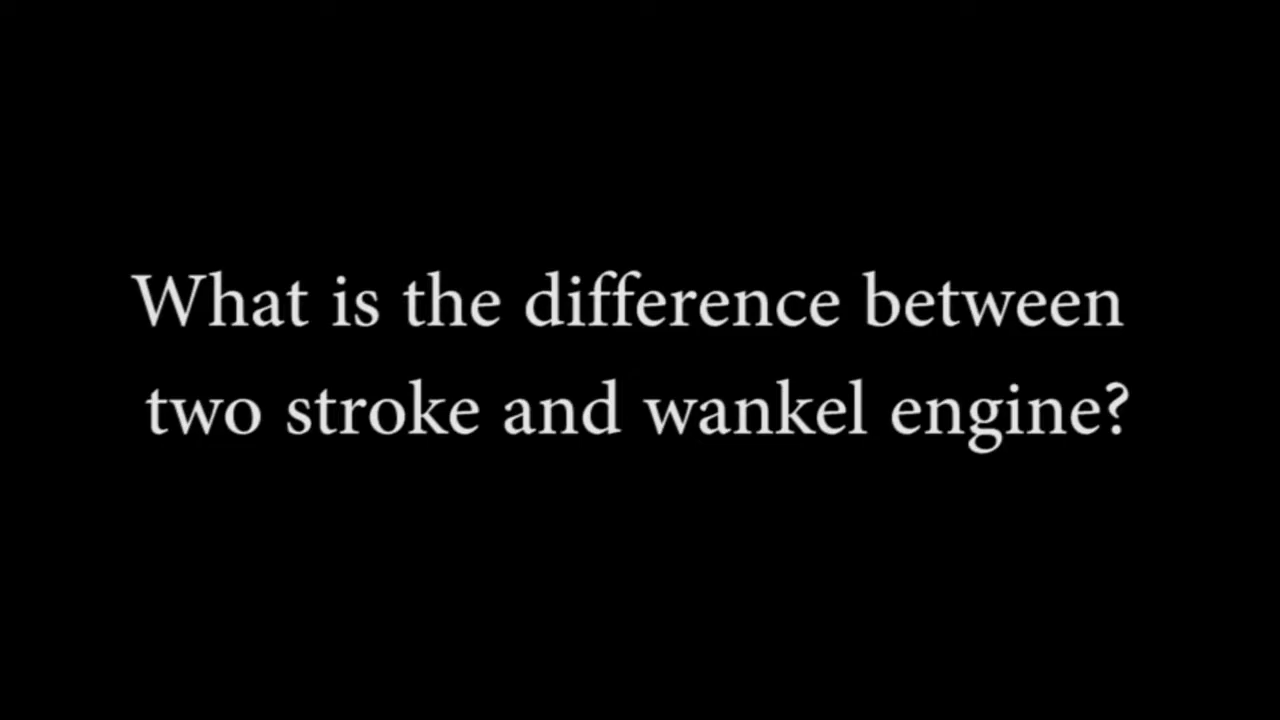 What is the difference between
two stroke and wankel engine?